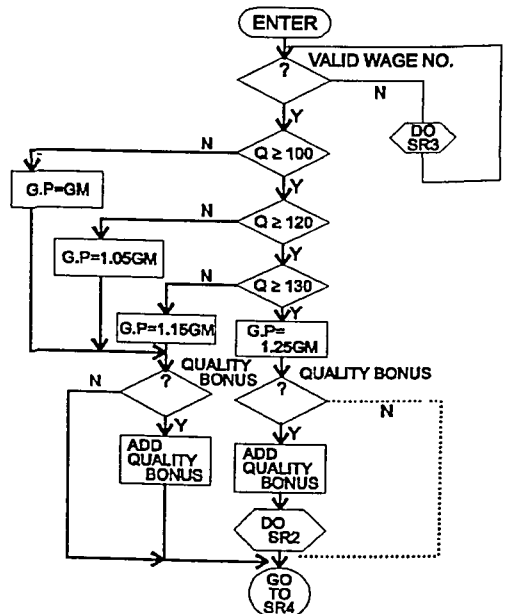 ENTER
VALID WAGE NO.
?
N
Y
DO
SR3
Q ≥ 100
N
Y
G.P=GM
Q ≥ 120
N
Y
G.P=1.05GM
Q ≥ 130
N
Y
G.P=1.15GM
G.P=
1.25GM
QUALITY
BONUS
?
N
Y
QUALITY BONUS
?
N
Y
ADD
QUALITY
BONUS
ADD
QUALITY
BONUS
DO
SR2
GO
TO
SR4